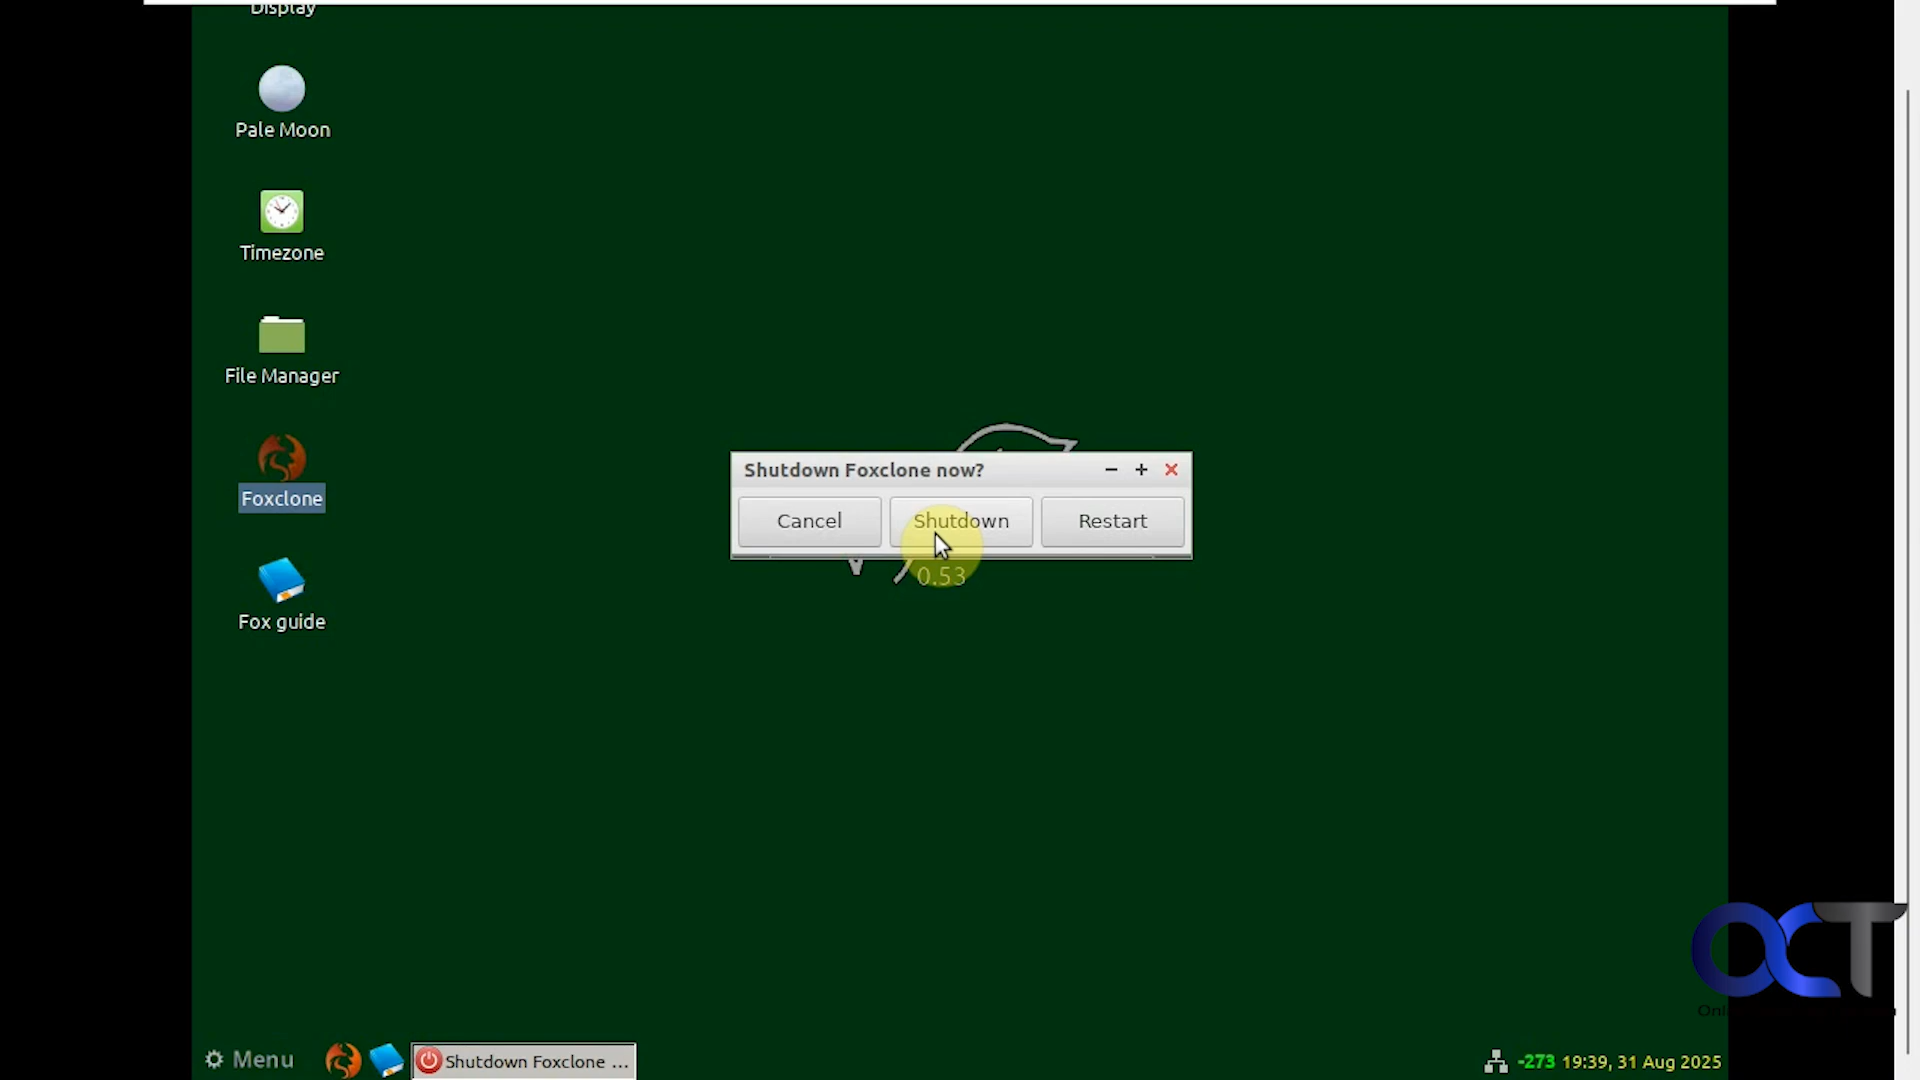 Display
Pale Moon
Timezone
File Manager
Foxclone
Fox guide
Shutdown Foxclone now?
Cancel
Shutdown
Restart
0.53
Menu
Shutdown Foxclone ...
-273 19:39, 31 Aug 2025
OCT